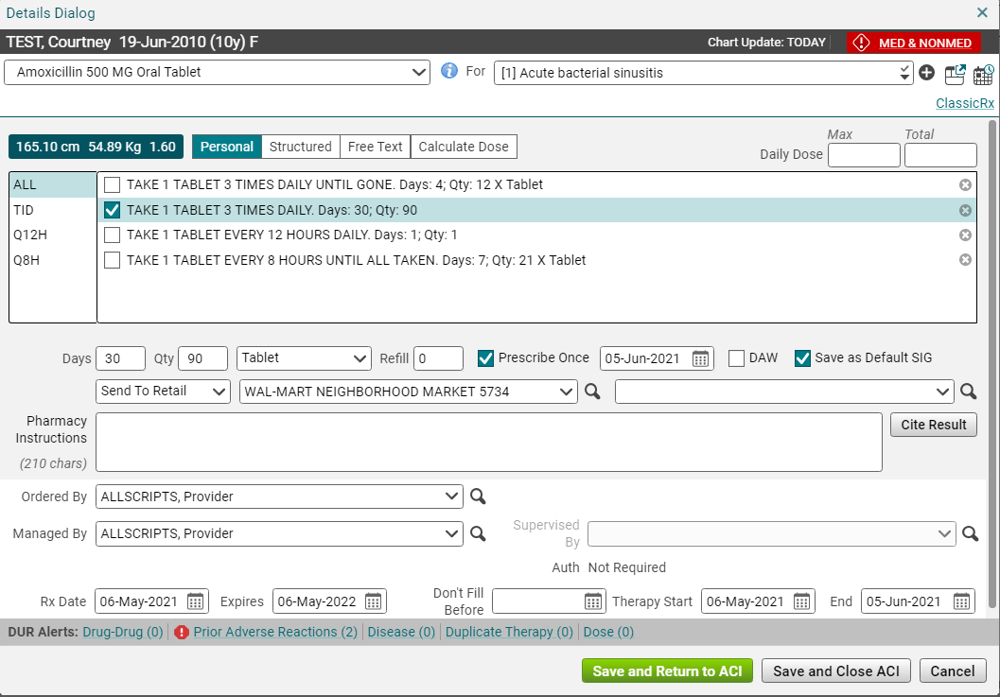 Details Dialog
TEST, Courtney 19-Jun-2010 (10y) F Chart Update: TODAY MED & NONMED
Amoxicillin 500 MG Oral Tablet For [1] Acute bacterial sinusitis
ClassicRx
Max Total
165.10 cm 54.89 Kg 1.60 Personal Structured Free Text Calculate Dose Daily Dose
ALL TAKE 1 TABLET 3 TIMES DAILY UNTIL GONE. Days: 4; Qty: 12 X Tablet
TID TAKE 1 TABLET 3 TIMES DAILY. Days: 30; Qty: 90
Q12H TAKE 1 TABLET EVERY 12 HOURS DAILY. Days: 1; Qty: 1
Q8H TAKE 1 TABLET EVERY 8 HOURS UNTIL ALL TAKEN. Days: 7; Qty: 21 X Tablet
Days 30 Qty 90 Tablet Refill 0 Prescribe Once 05-Jun-2021 DAW Save as Default SIG
Send To Retail WAL-MART NEIGHBORHOOD MARKET 5734
Pharmacy
Instructions
(210 chars)
Cite Result
Ordered By ALLSCRIPTS, Provider
Managed By ALLSCRIPTS, Provider Supervised
By
Auth Not Required
Rx Date 06-May-2021 Expires 06-May-2022 Don't Fill
Before Therapy Start 06-May-2021 End 05-Jun-2021
DUR Alerts: Drug-Drug (0) Prior Adverse Reactions (2) Disease (0) Duplicate Therapy (0) Dose (0)
Save and Return to ACI Save and Close ACI Cancel